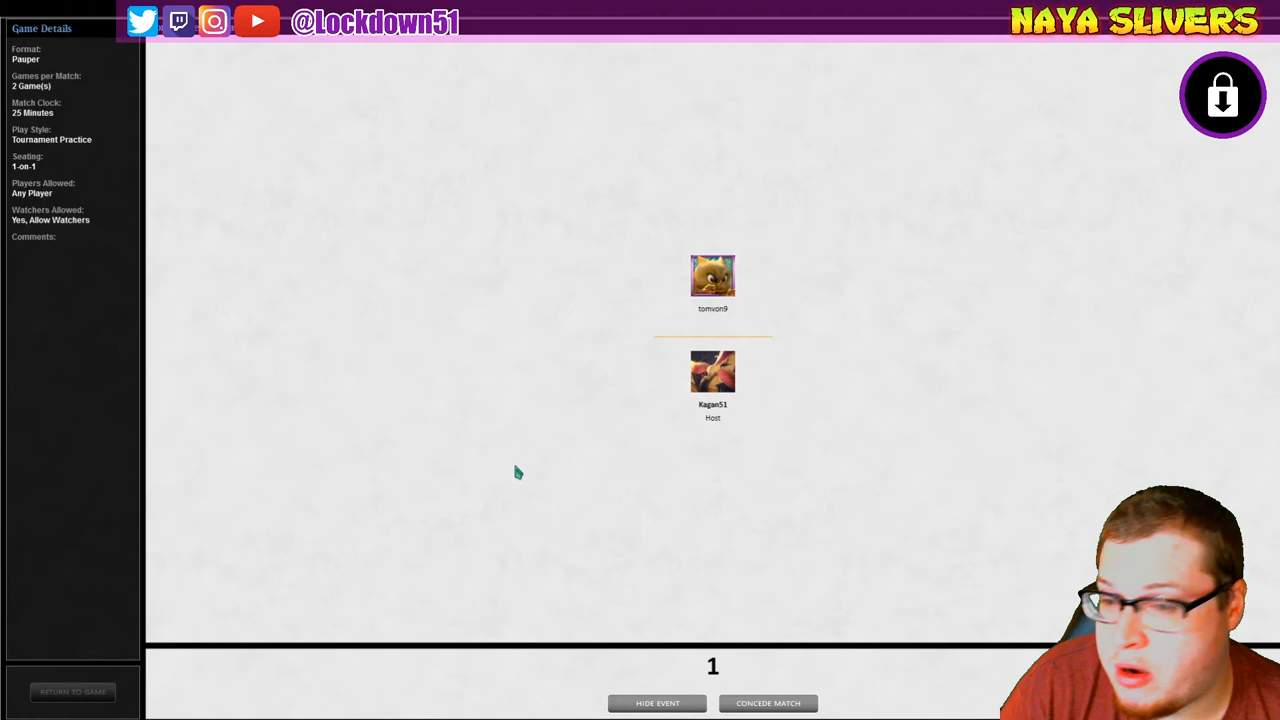 @Lockdown51
NAYA SLIVERS
Game Details
Format:
Pauper
Games per Match:
2 Game(s)
Match Clock:
25 Minutes
Play Style:
Tournament Practice
Seating:
1-on-1
Players Allowed:
Any Player
Watchers Allowed:
Yes, Allow Watchers
Comments:
tomvon9
Kagan51
Host
1
RETURN TO GAME
HIDE EVENT
CONCEDE MATCH